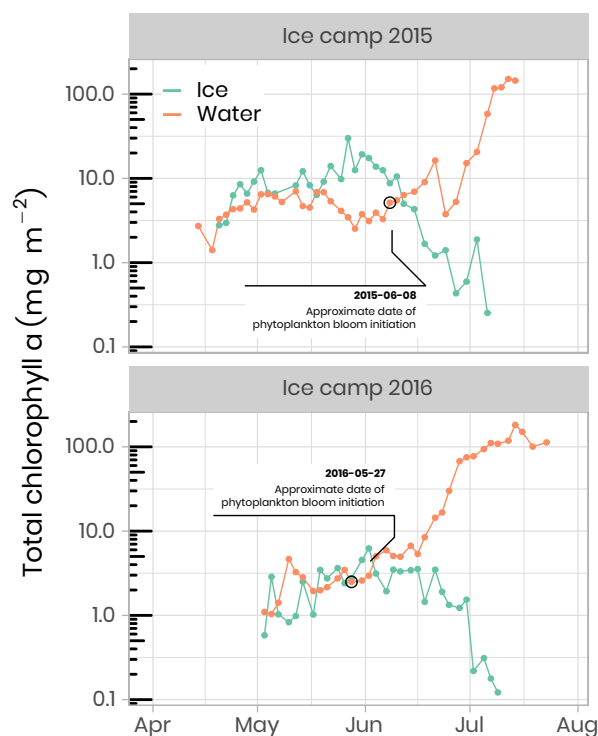 Ice camp 2015
Ice
Water
100.0
10.0
1.0
0.1
2015-06-08
Approximate date of
phytoplankton bloom initiation
Total chlorophyll a (mg m⁻²)
Ice camp 2016
100.0
10.0
1.0
0.1
2016-05-27
Approximate date of
phytoplankton bloom initiation
Apr May Jun Jul Aug